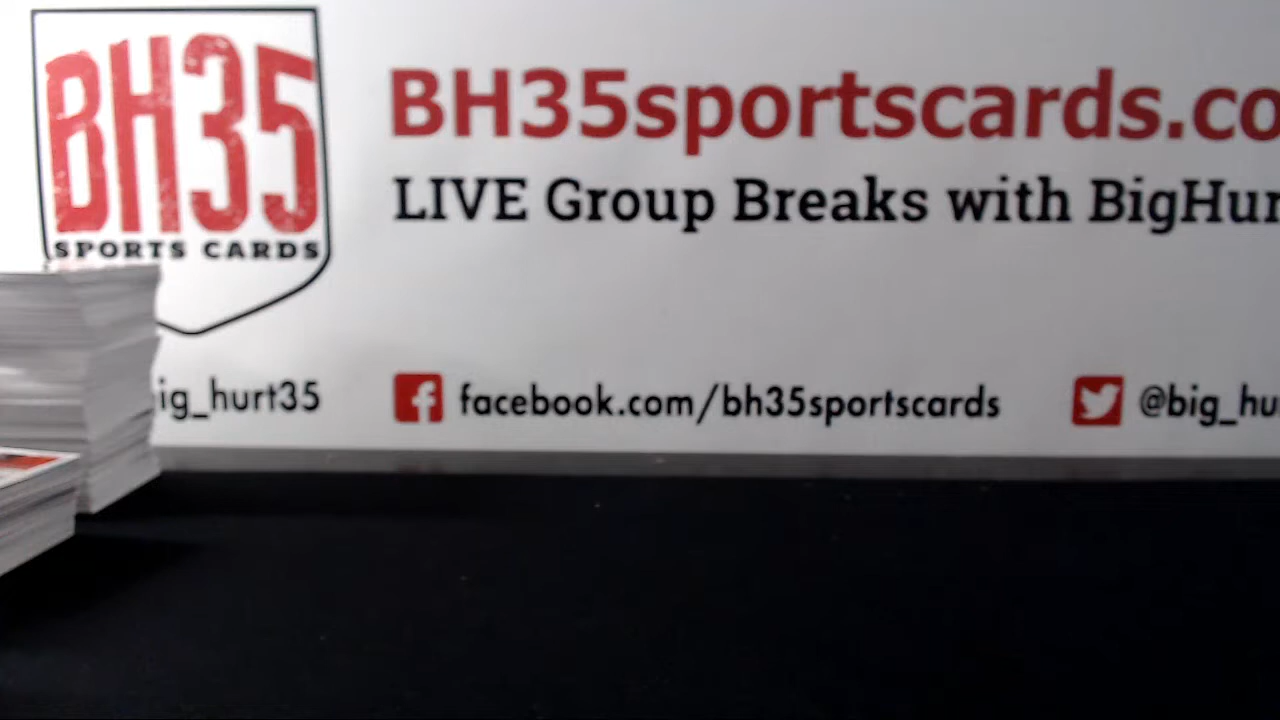 BH35
SPORTS CARDS
BH35sportscards.co
LIVE Group Breaks with BigHur
ig_hurt35
facebook.com/bh35sportscards
@big_hu